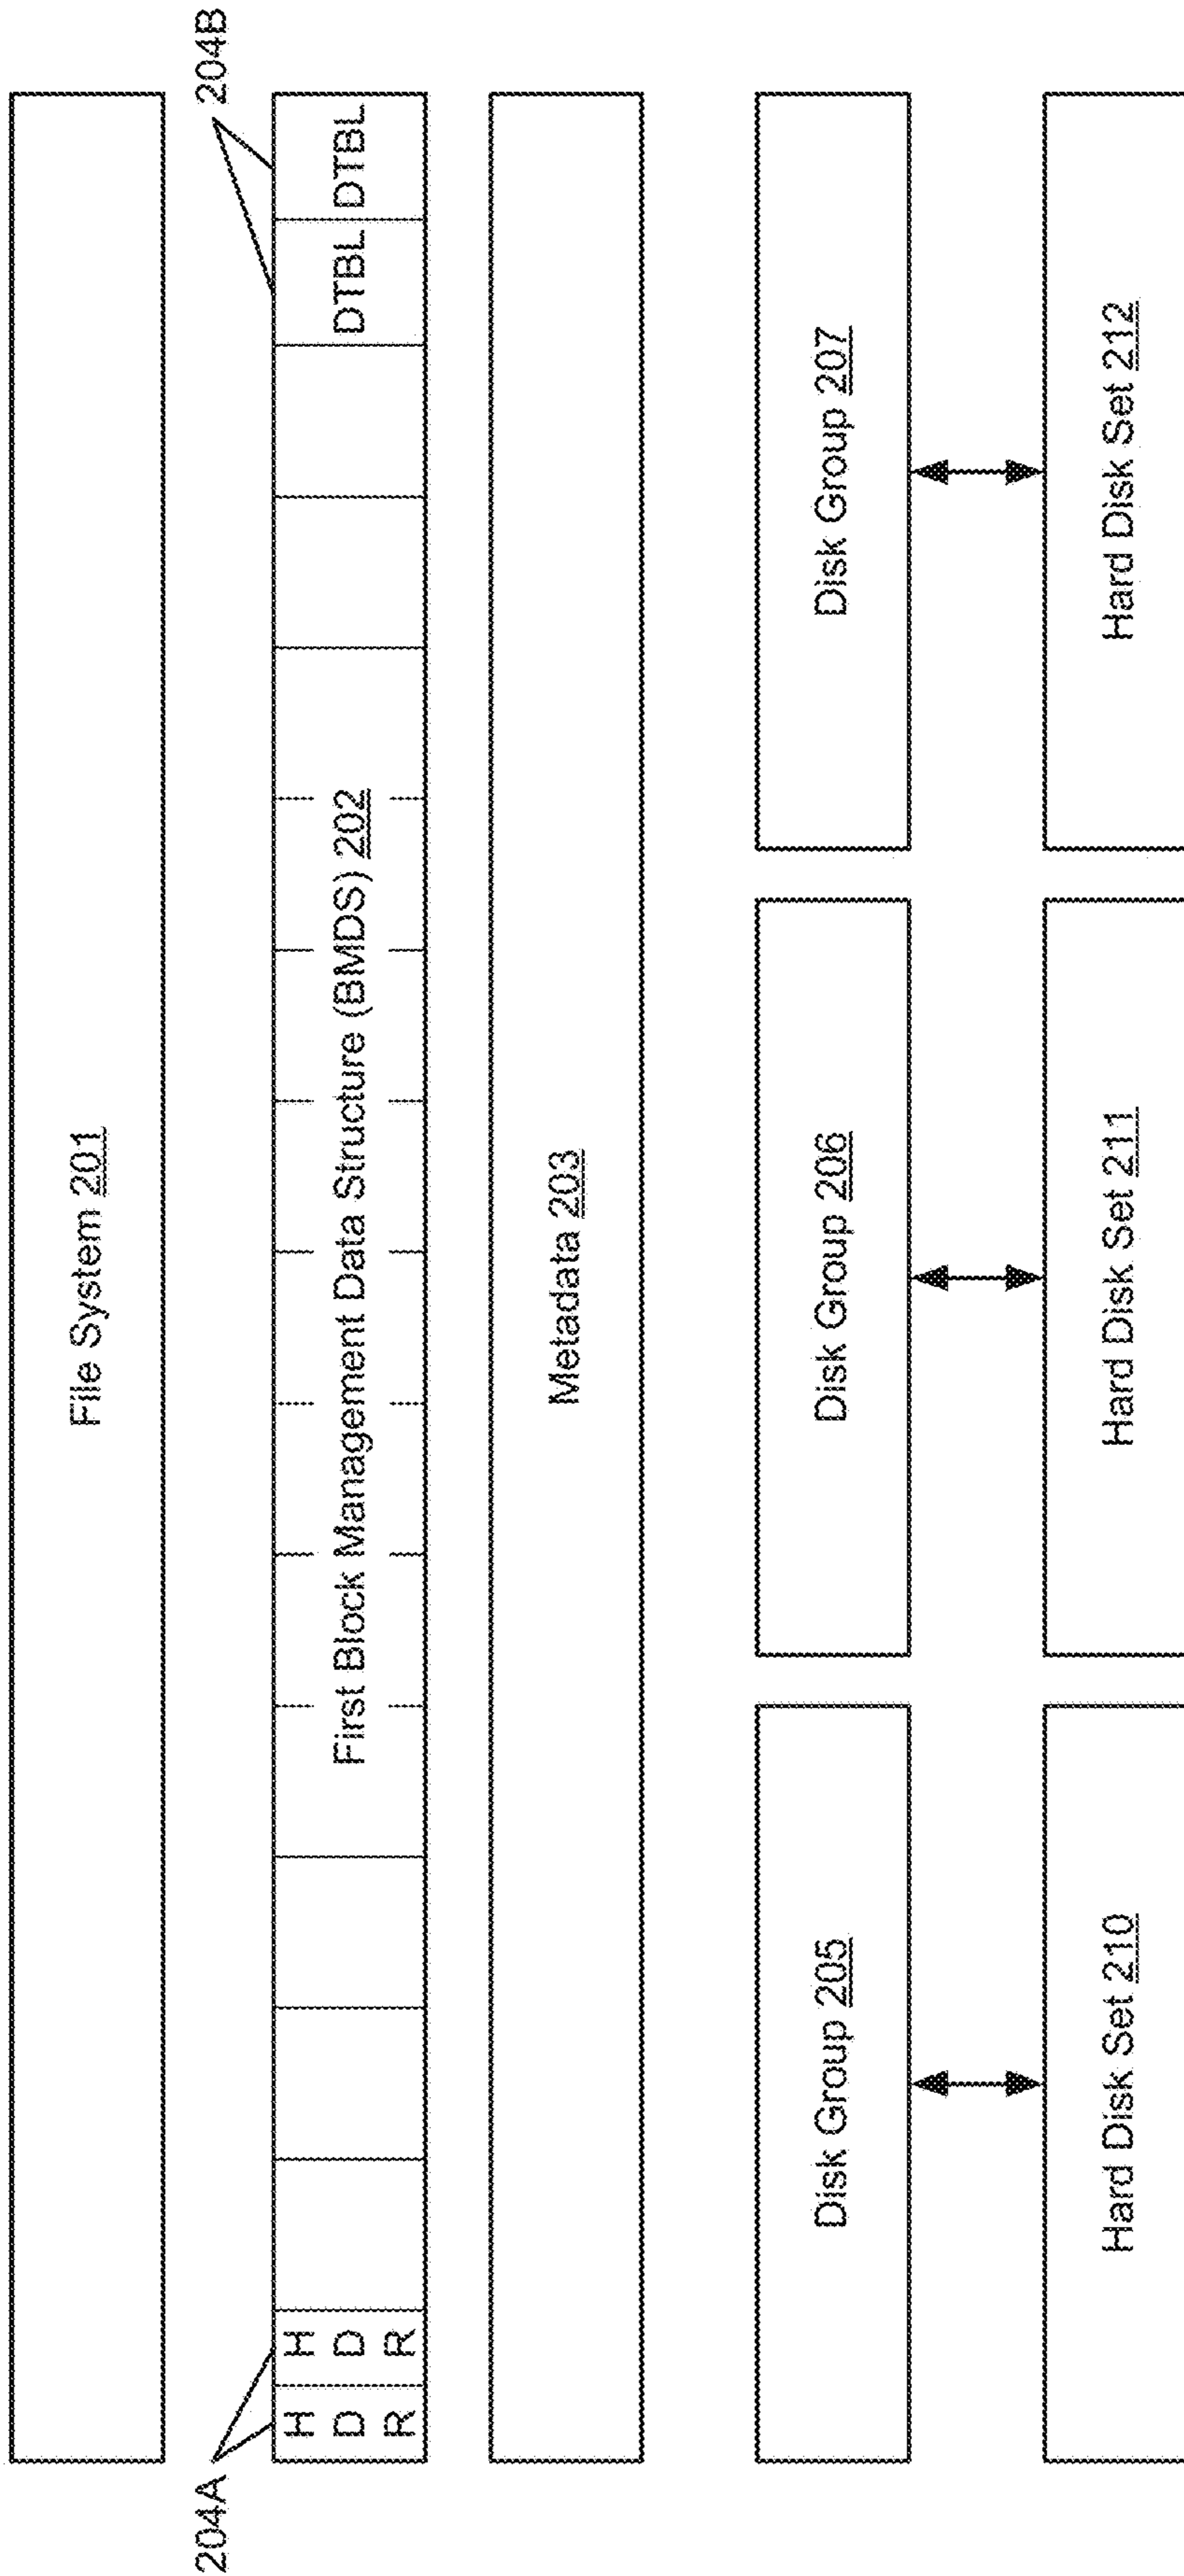 File System 201
204A
204B
H
D
R
H
D
R
First Block Management Data Structure (BMDS) 202
DTBL
DTBL
Metadata 203
Disk Group 205
Disk Group 206
Disk Group 207
Hard Disk Set 210
Hard Disk Set 211
Hard Disk Set 212